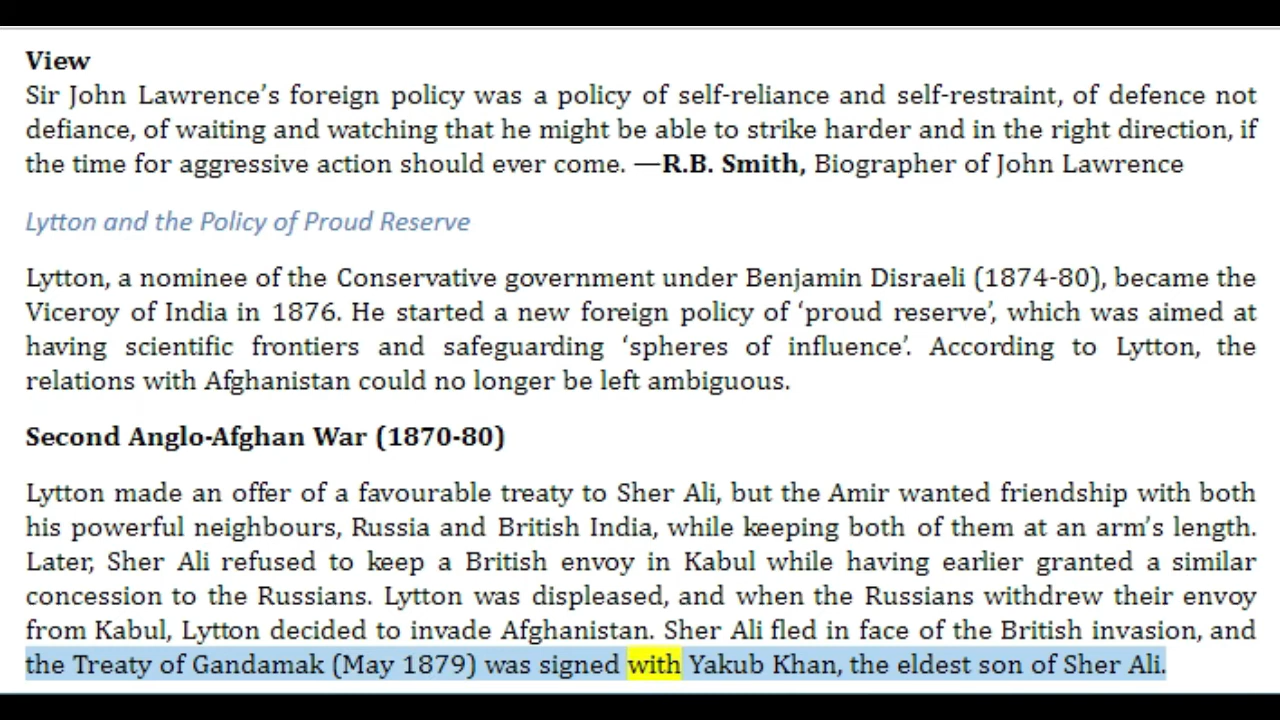 View
Sir John Lawrence’s foreign policy was a policy of self-reliance and self-restraint, of defence not
defiance, of waiting and watching that he might be able to strike harder and in the right direction, if
the time for aggressive action should ever come. —R.B. Smith, Biographer of John Lawrence
Lytton and the Policy of Proud Reserve
Lytton, a nominee of the Conservative government under Benjamin Disraeli (1874-80), became the
Viceroy of India in 1876. He started a new foreign policy of ‘proud reserve’, which was aimed at
having scientific frontiers and safeguarding ‘spheres of influence’. According to Lytton, the
relations with Afghanistan could no longer be left ambiguous.
Second Anglo-Afghan War (1870-80)
Lytton made an offer of a favourable treaty to Sher Ali, but the Amir wanted friendship with both
his powerful neighbours, Russia and British India, while keeping both of them at an arm’s length.
Later, Sher Ali refused to keep a British envoy in Kabul while having earlier granted a similar
concession to the Russians. Lytton was displeased, and when the Russians withdrew their envoy
from Kabul, Lytton decided to invade Afghanistan. Sher Ali fled in face of the British invasion, and
the Treaty of Gandamak (May 1879) was signed with Yakub Khan, the eldest son of Sher Ali.